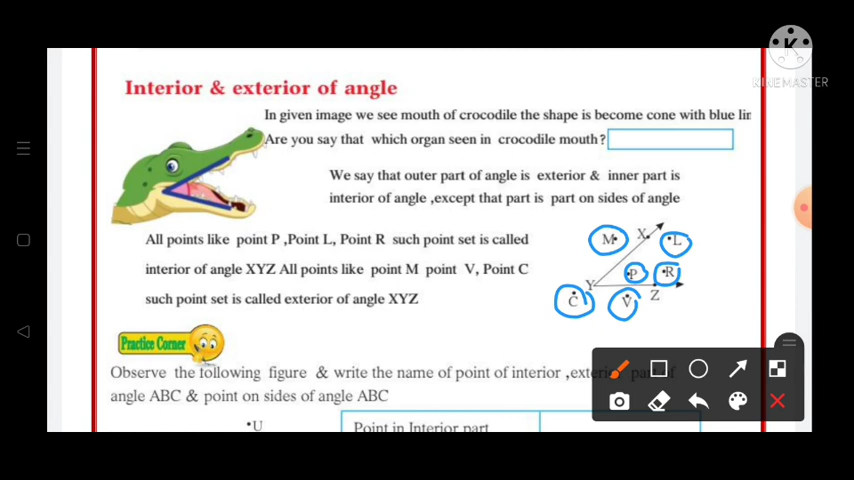 K
KINEMASTER
Interior & exterior of angle
In given image we see mouth of crocodile the shape is become cone with blue lin
Are you say that which organ seen in crocodile mouth?
We say that outer part of angle is exterior & inner part is
interior of angle ,except that part is part on sides of angle
All points like point P ,Point L, Point R such point set is called
interior of angle XYZ All points like point M point V, Point C
such point set is called exterior of angle XYZ
M
X
L
P
R
Y
C
V
Z
Practice Corner
Observe the following figure & write the name of point of interior ,exterior part of
angle ABC & point on sides of angle ABC
U
Point in Interior part